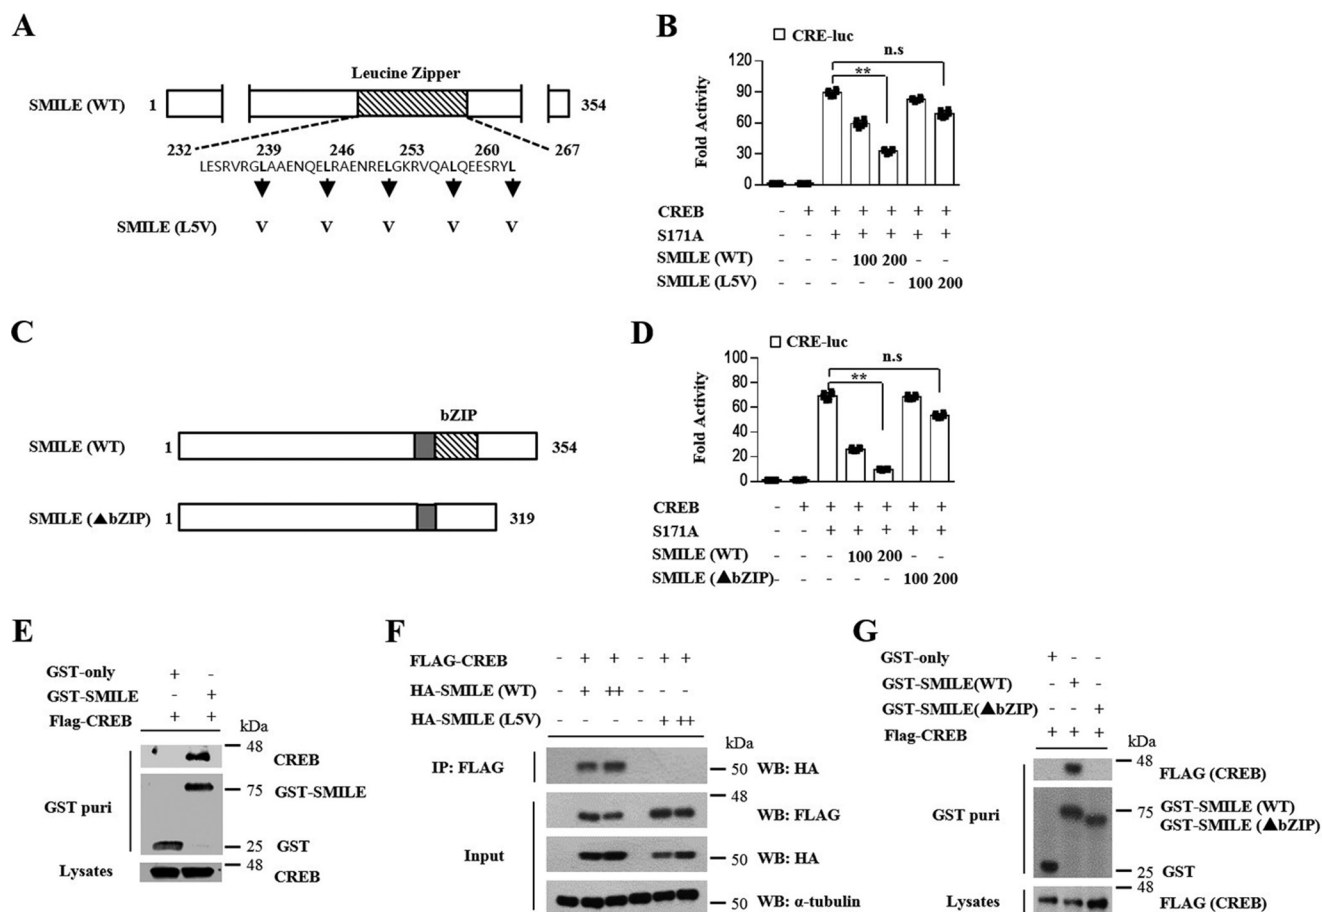 A
Leucine Zipper
SMILE (WT) 1 354
232 239 246 253 260 267
LESRVRGLAAENQELRAENRELGKRVQALQEESRYL
SMILE (L5V) V V V V V
B
CRE-luc
n.s
**
120
90
60
30
0
Fold Activity
CREB - + + + + + +
S171A - - + + + + +
SMILE (WT) - - - 100 200 - -
SMILE (L5V) - - - - - 100 200
C
bZIP
SMILE (WT) 1 354
SMILE (▲bZIP) 1 319
D
CRE-luc
n.s
**
100
80
60
40
20
0
Fold Activity
CREB - + + + + + +
S171A - - + + + + +
SMILE (WT) - - - 100 200 - -
SMILE (▲bZIP) - - - - - 100 200
E
GST-only + -
GST-SMILE - +
Flag-CREB + +
kDa
48
CREB
GST puri
75 GST-SMILE
25 GST
48
Lysates CREB
F
FLAG-CREB - + + - + +
HA-SMILE (WT) - + ++ - - -
HA-SMILE (L5V) - - - - + ++
kDa
IP: FLAG 50 WB: HA
48
WB: FLAG
Input 50 WB: HA
50 WB: α-tubulin
G
GST-only + - -
GST-SMILE(WT) - + -
GST-SMILE(▲bZIP) - - +
Flag-CREB + + +
kDa
48
FLAG (CREB)
75 GST-SMILE (WT)
GST puri GST-SMILE (▲bZIP)
25 GST
48
Lysates FLAG (CREB)